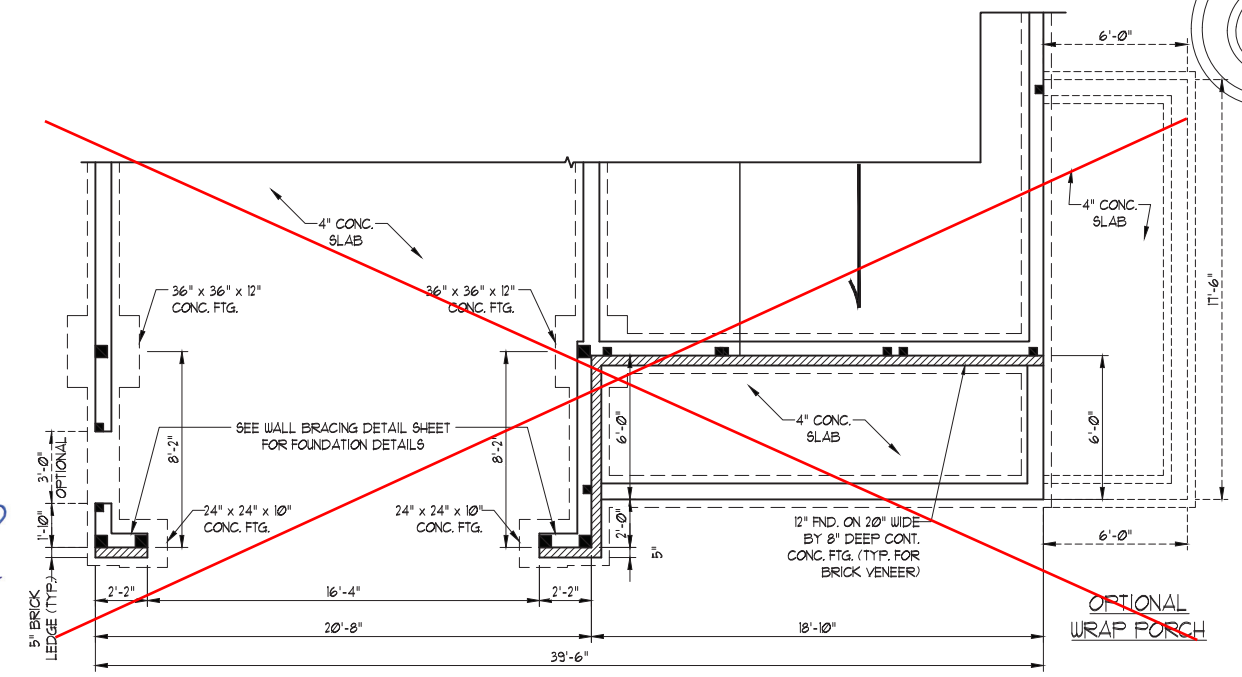 6'-0"
4" CONC.
SLAB
4" CONC.
SLAB
36" x 36" x 12"
CONC. FTG.
36" x 36" x 12"
CONC. FTG.
17'-6"
4" CONC.
SLAB
SEE WALL BRACING DETAIL SHEET
FOR FOUNDATION DETAILS
8'-2"
8'-2"
6'-0"
6'-0"
3'-0"
OPTIONAL
1'-10"
24" x 24" x 10"
CONC. FTG.
24" x 24" x 10"
CONC. FTG.
2'-0"
5"
12" FND. ON 20" WIDE
BY 8" DEEP CONT.
CONC. FTG. (TYP. FOR
BRICK VENEER)
6'-0"
5" BRICK
LEDGE (TYP.)
2'-2"
16'-4"
2'-2"
OPTIONAL
WRAP PORCH
20'-8"
18'-10"
39'-6"